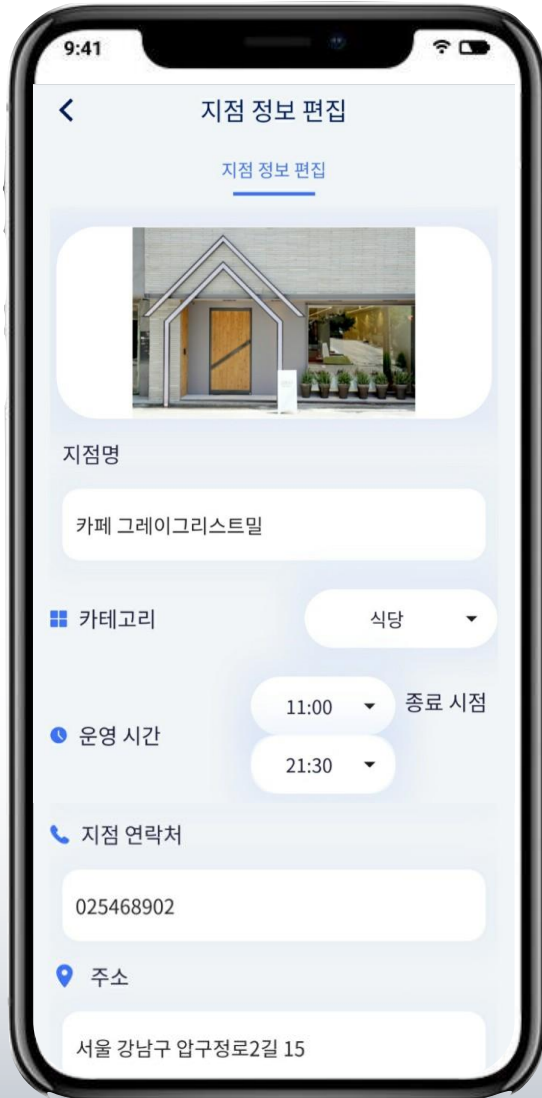 9:41
지점 정보 편집
지점 정보 편집
지점명
카페 그레이그리스트밀
카테고리
식당
운영 시간
11:00
종료 시점
21:30
지점 연락처
025468902
주소
서울 강남구 압구정로2길 15